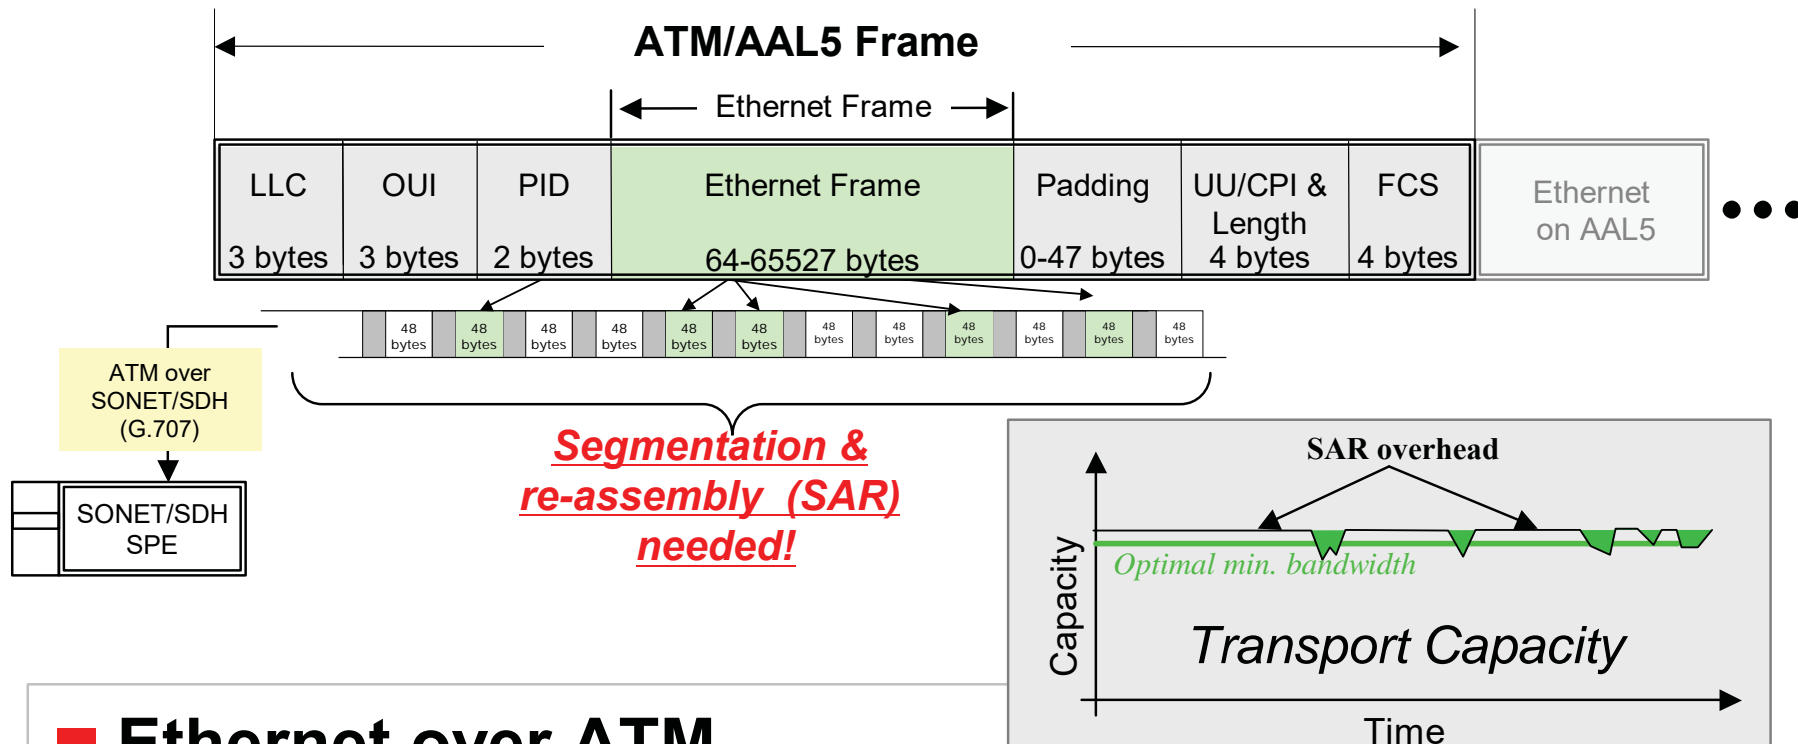 ATM/AAL5 Frame
Ethernet Frame
LLC
3 bytes
OUI
3 bytes
PID
2 bytes
Ethernet Frame
64-65527 bytes
Padding
0-47 bytes
UU/CPI &
Length
4 bytes
FCS
4 bytes
Ethernet
on AAL5
48
bytes
48
bytes
48
bytes
48
bytes
48
bytes
48
bytes
48
bytes
48
bytes
48
bytes
48
bytes
48
bytes
48
bytes
ATM over
SONET/SDH
(G.707)
SONET/SDH
SPE
Segmentation &
re-assembly (SAR)
needed!
SAR overhead
Capacity
Optimal min. bandwidth
Transport Capacity
Time
Ethernet over ATM